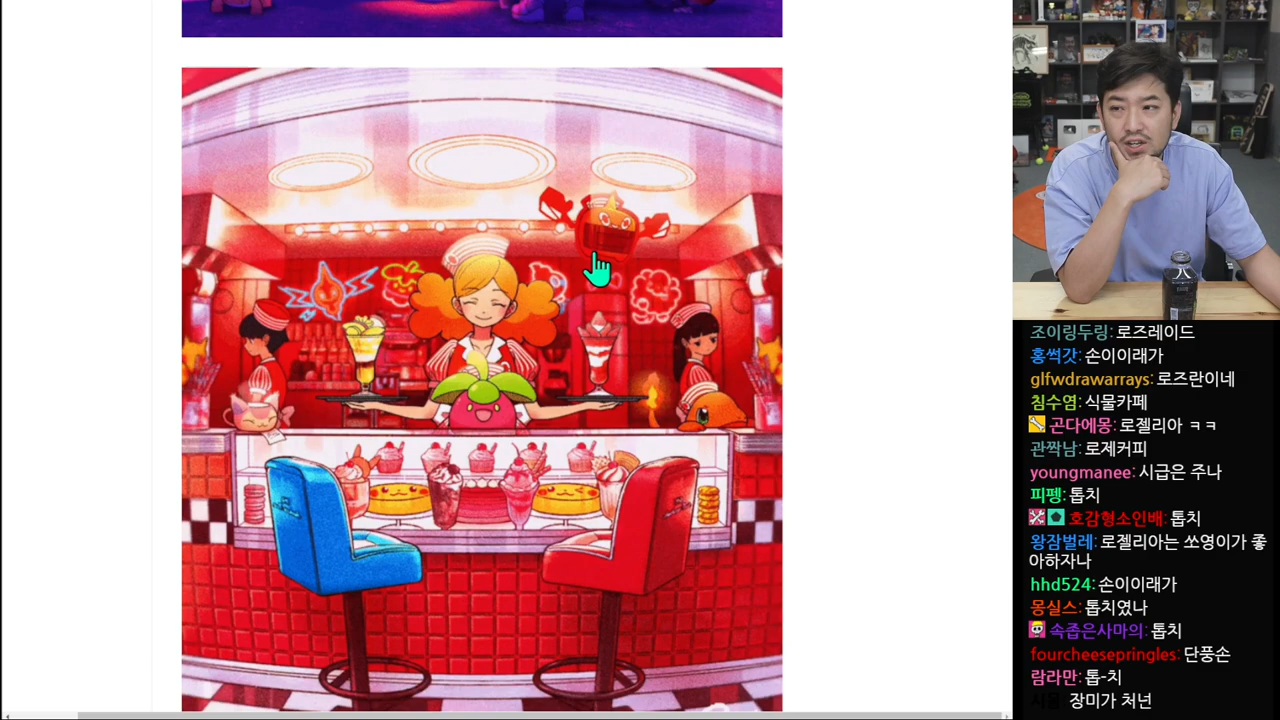 조이링두링: 로즈레이드
홍썩갓: 손이이래가
glfwdrawarrays: 로즈란이네
침수염: 식물카페
곤다에몽: 로젤리아 ㅋㅋ
관짝남: 로제커피
youngmanee: 시급은 주나
피펭: 톱치
호감형소인배: 톱치
왕잠벌레: 로젤리아는 쏘영이가 좋
아하자나
hhd524: 손이이래가
몽실스: 톱치였나
속좁은사마의: 톱치
fourcheesepringles: 단풍손
람라만: 톱-치
장미가 처넌